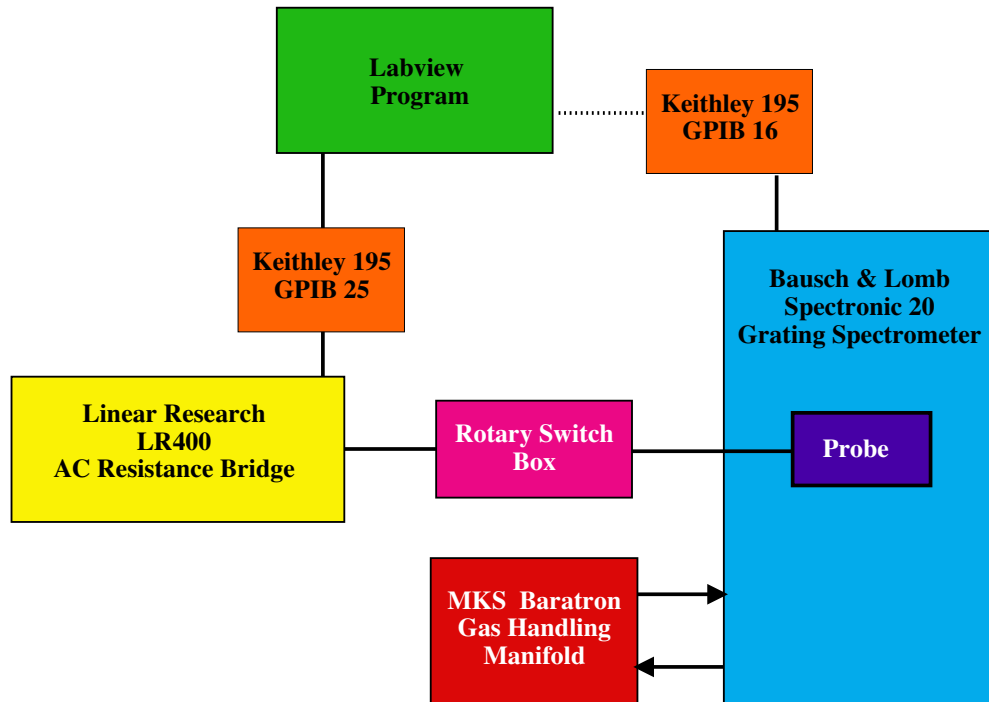 Labview
Program
Keithley 195
GPIB 16
Keithley 195
GPIB 25
Bausch & Lomb
Spectronic 20
Grating Spectrometer
Linear Research
LR400
AC Resistance Bridge
Rotary Switch
Box
Probe
MKS Baratron
Gas Handling
Manifold